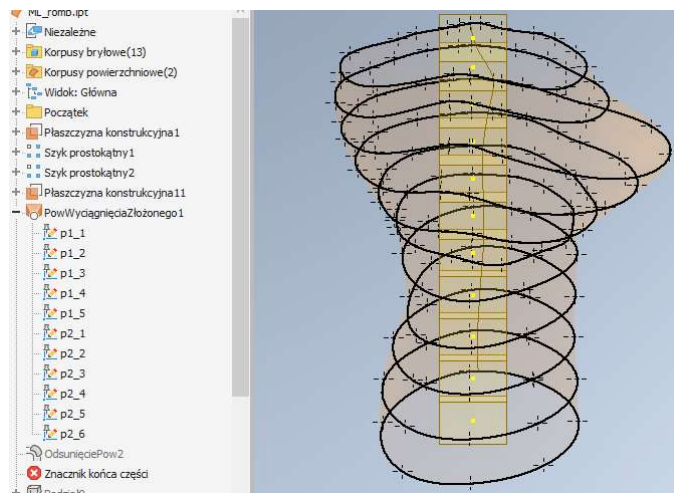 ML_romb.ipt
Niezależne
Korpusy bryłowe(13)
Korpusy powierzchniowe(2)
Widok: Główna
Początek
Płaszczyzna konstrukcyjna1
Szyk prostokątny1
Szyk prostokątny2
Płaszczyzna konstrukcyjna11
PowWyciągnięciaZłożonego1
p1_1
p1_2
p1_3
p1_4
p1_5
p2_1
p2_2
p2_3
p2_4
p2_5
p2_6
OdsunięciePow2
Znacznik końca części